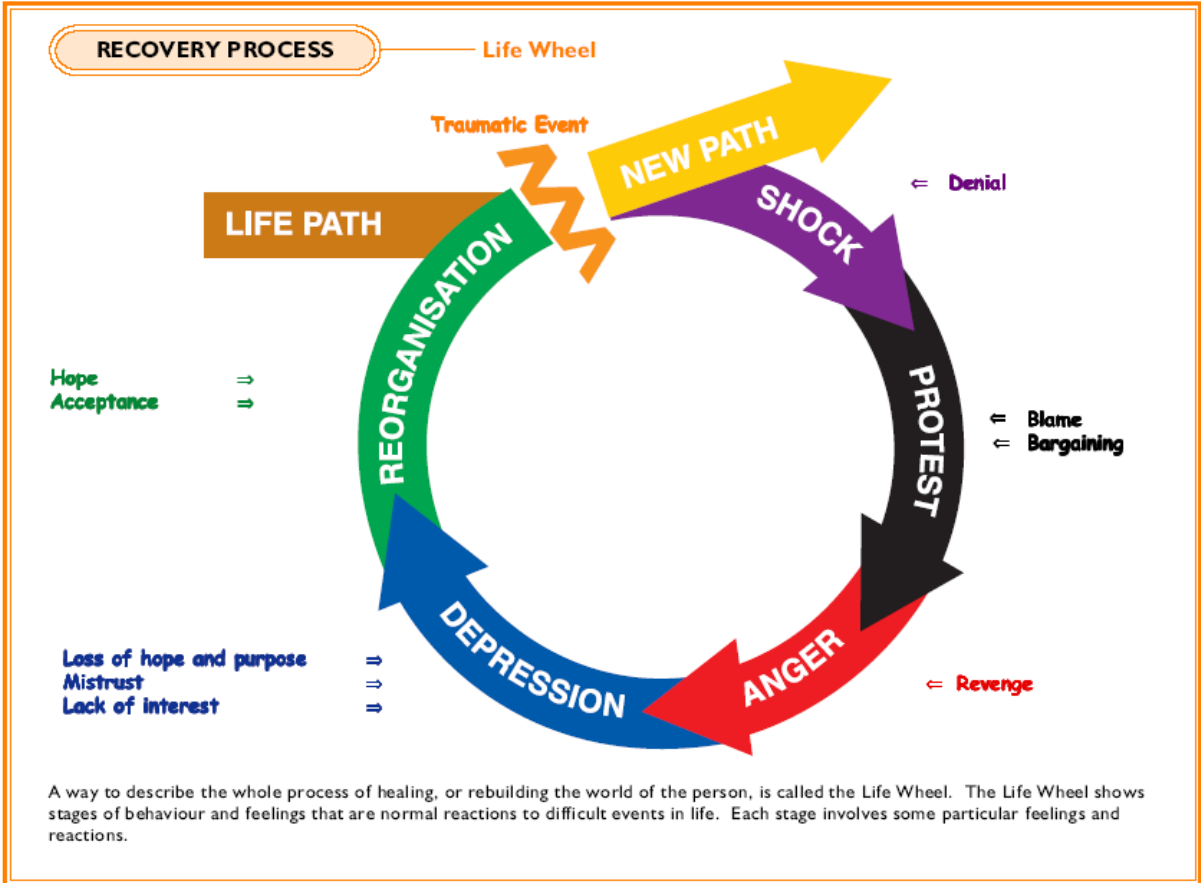 RECOVERY PROCESS
Life Wheel
Traumatic Event
NEW PATH
SHOCK
⇐ Denial
LIFE PATH
REORGANISATION
Hope ⇒
Acceptance ⇒
PROTEST
⇐ Blame
⇐ Bargaining
DEPRESSION
ANGER
Loss of hope and purpose ⇒
Mistrust ⇒
Lack of interest ⇒
⇐ Revenge
A way to describe the whole process of healing, or rebuilding the world of the person, is called the Life Wheel. The Life Wheel shows
stages of behaviour and feelings that are normal reactions to difficult events in life. Each stage involves some particular feelings and
reactions.